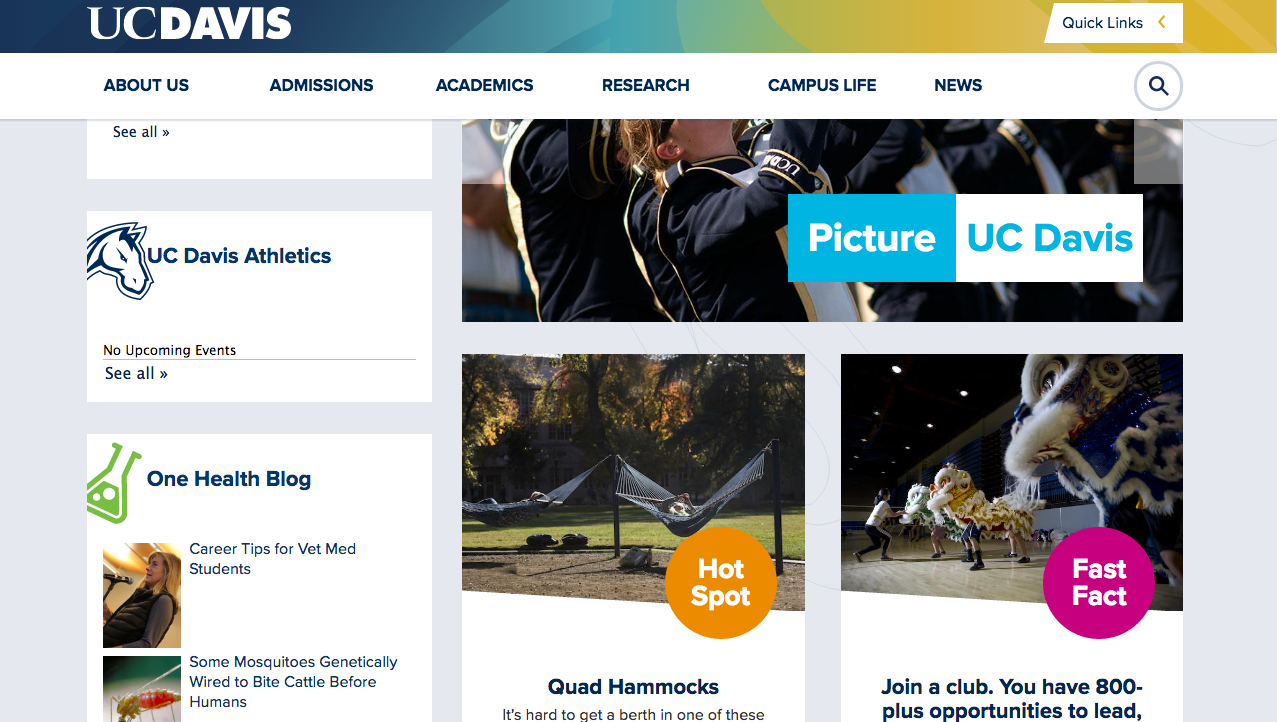 UCDAVIS
Quick Links
ABOUT US
ADMISSIONS
ACADEMICS
RESEARCH
CAMPUS LIFE
NEWS
See all »
UC Davis Athletics
No Upcoming Events
See all »
One Health Blog
Career Tips for Vet Med
Students
Some Mosquitoes Genetically
Wired to Bite Cattle Before
Humans
UCDAVIS
Picture UC Davis
Hot
Spot
Quad Hammocks
It's hard to get a berth in one of these
Fast
Fact
Join a club. You have 800-
plus opportunities to lead,